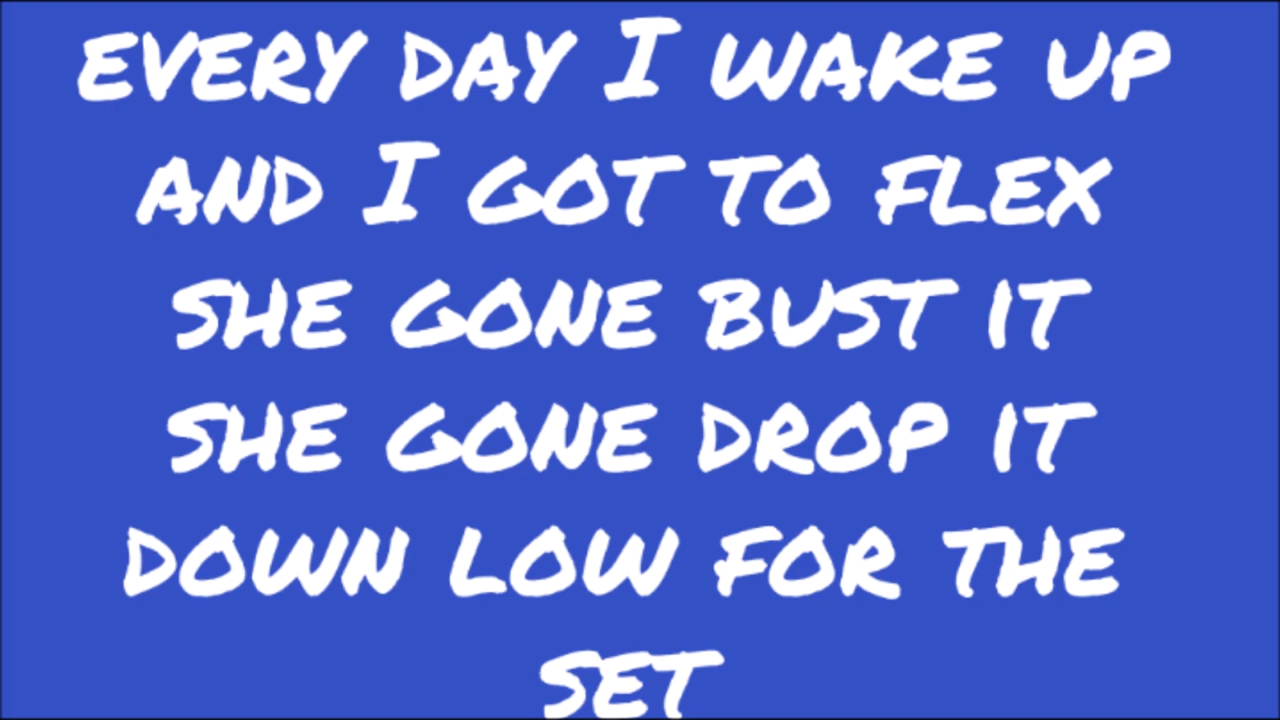 EVERY DAY I WAKE UP
AND I GOT TO FLEX
SHE GONE BUST IT
SHE GONE DROP IT
DOWN LOW FOR THE
SET